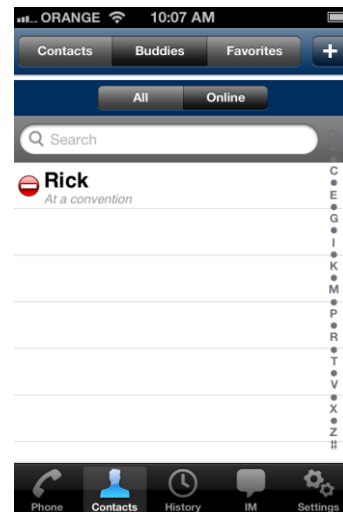 ORANGE 10:07 AM
Contacts Buddies Favorites +
All Online
Search
Rick
At a convention
C
E
G
I
K
M
P
R
T
V
X
Z
#
Phone Contacts History IM Settings